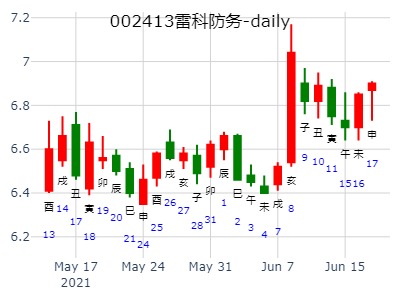 002413雷科防务-daily
7.2
7
6.8
6.6
6.4
6.2
酉
戌
丑
寅
卯
辰
巳
申
酉
戌
亥
子
卯
辰
巳
午
未
戌
亥
子
丑
寅
午
未
申
13
14
17
18
19
20
21
24
25
26
27
28
31
1
2
3
4
7
8
9
10
11
15
16
17
May 17
2021
May 24
May 31
Jun 7
Jun 15